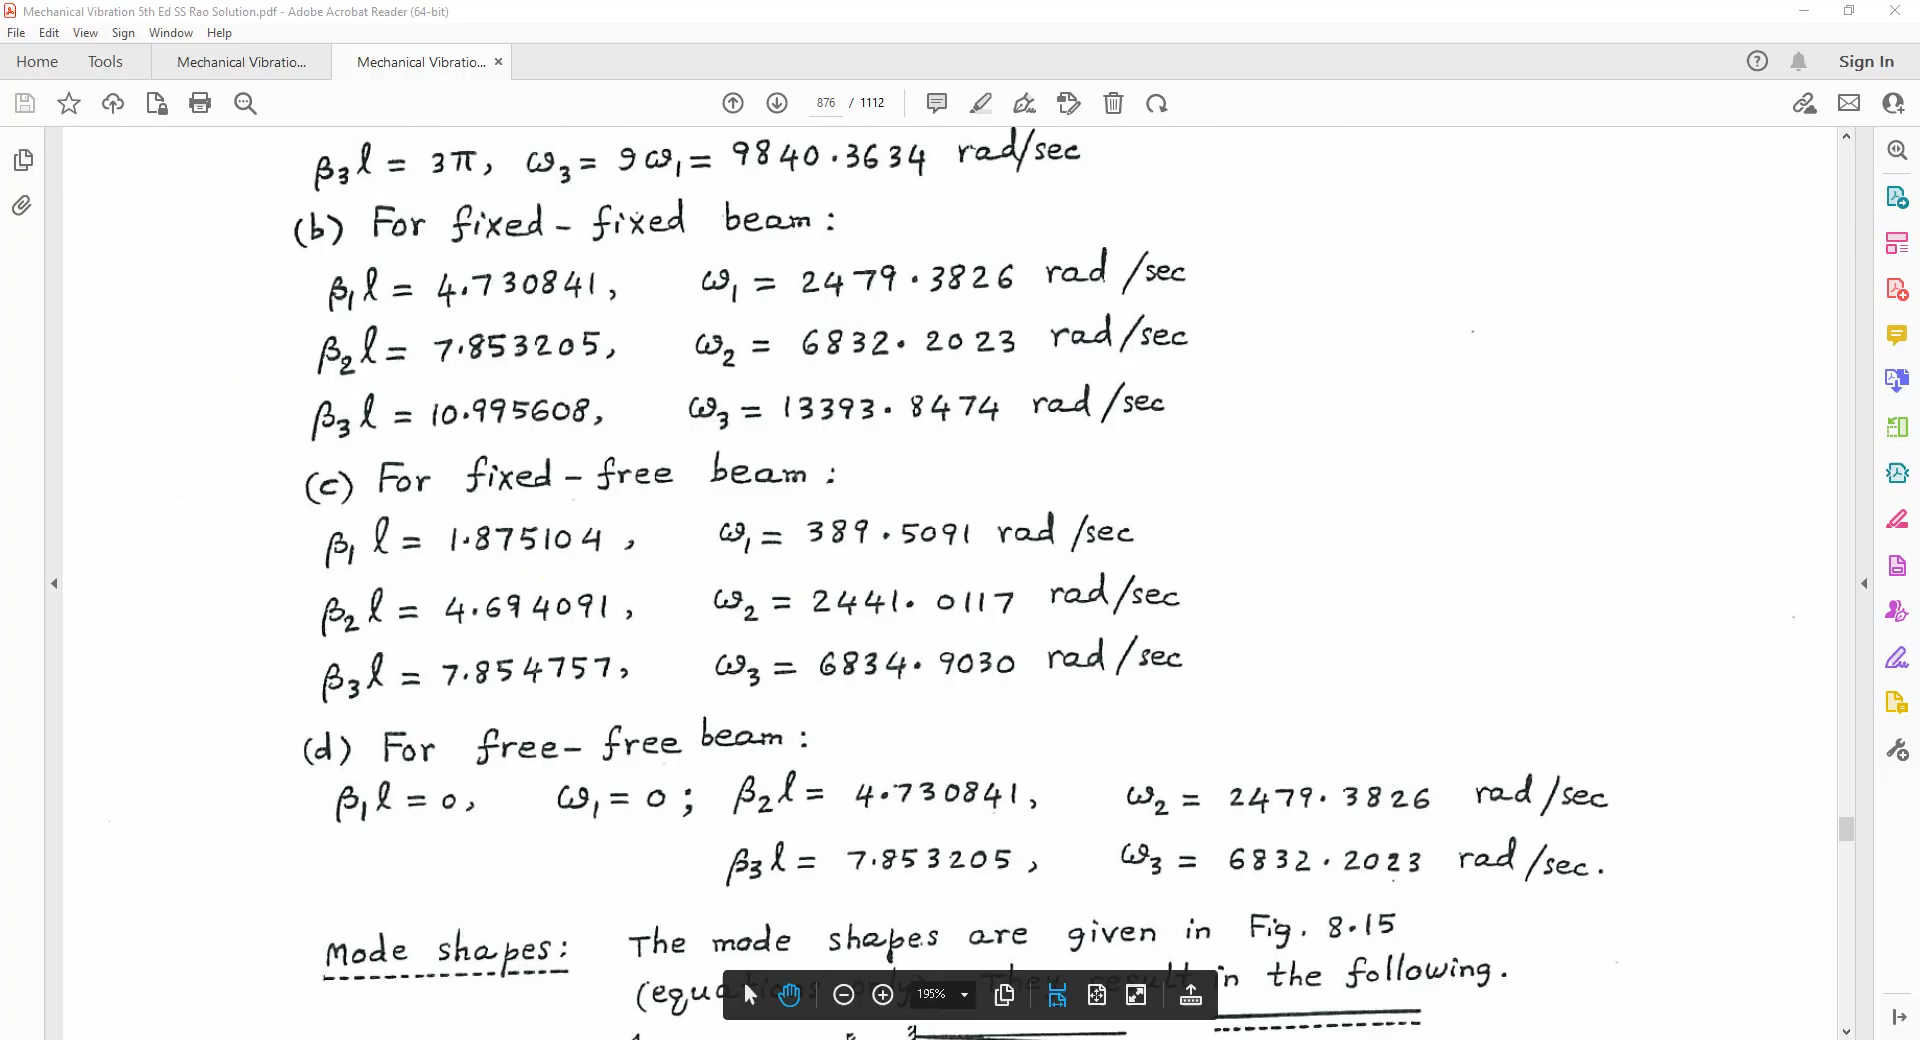 Mechanical Vibration 5th Ed SS Rao Solution.pdf - Adobe Acrobat Reader (64-bit)
File Edit View Sign Window Help
Home Tools Mechanical Vibratio... Mechanical Vibratio... × Sign In
876 / 1112
β₃l = 3π, ω₃ = 9ω₁ = 9840.3634 rad/sec
(b) For fixed-fixed beam:
β₁l = 4.730841, ω₁ = 2479.3826 rad/sec
β₂l = 7.853205, ω₂ = 6832.2023 rad/sec
β₃l = 10.995608, ω₃ = 13393.8474 rad/sec
(c) For fixed-free beam:
β₁l = 1.875104, ω₁ = 389.5091 rad/sec
β₂l = 4.694091, ω₂ = 2441.0117 rad/sec
β₃l = 7.854757, ω₃ = 6834.9030 rad/sec
(d) For free-free beam:
β₁l = 0, ω₁ = 0; β₂l = 4.730841, ω₂ = 2479.3826 rad/sec
β₃l = 7.853205, ω₃ = 6832.2023 rad/sec.
Mode shapes: The mode shapes are given in Fig. 8.15
(equations only). They result in the following.
195%